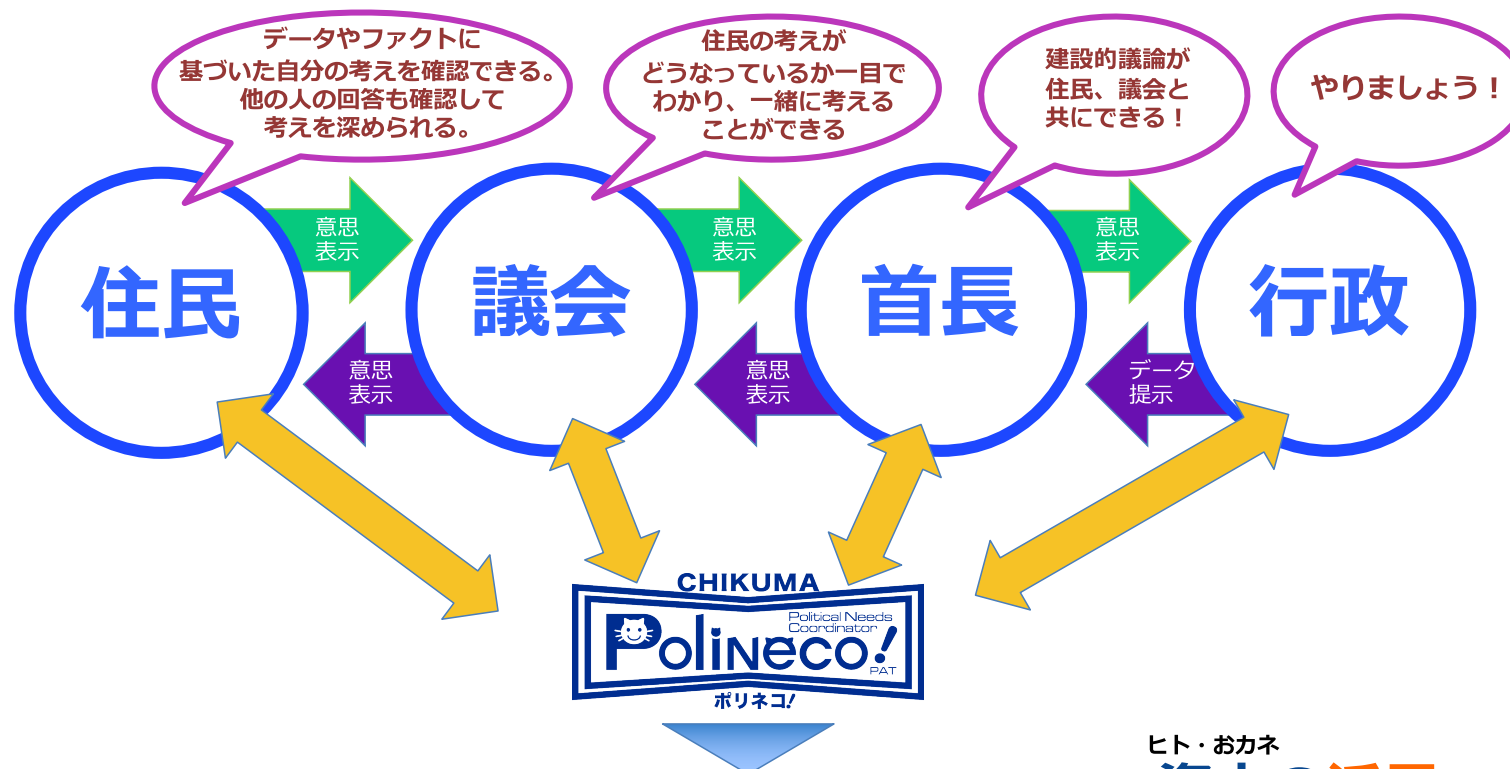 データやファクトに
基づいた自分の考えを確認できる。
他の人の回答も確認して
考えを深められる。
住民の考えが
どうなっているか一目で
わかり、一緒に考える
ことができる
建設的議論が
住民、議会と
共にできる！
やりましょう！
意思
表示
意思
表示
意思
表示
住民
議会
首長
行政
意思
表示
意思
表示
データ
提示
CHIKUMA
Political Needs
Coordinator
Polineco!
PAT
ポリネコ!
ヒト・おカネ